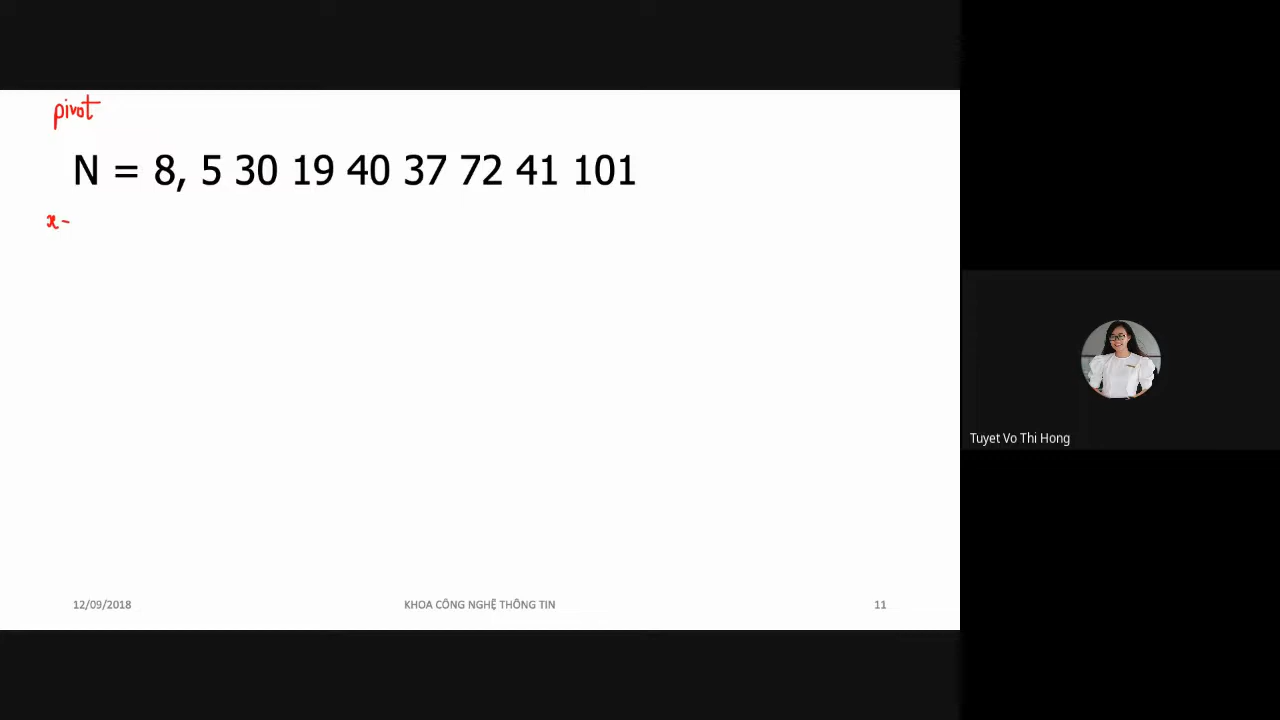 pivot
N = 8, 5 30 19 40 37 72 41 101
x-
Tuyet Vo Thi Hong
12/09/2018 KHOA CÔNG NGHỆ THÔNG TIN 11